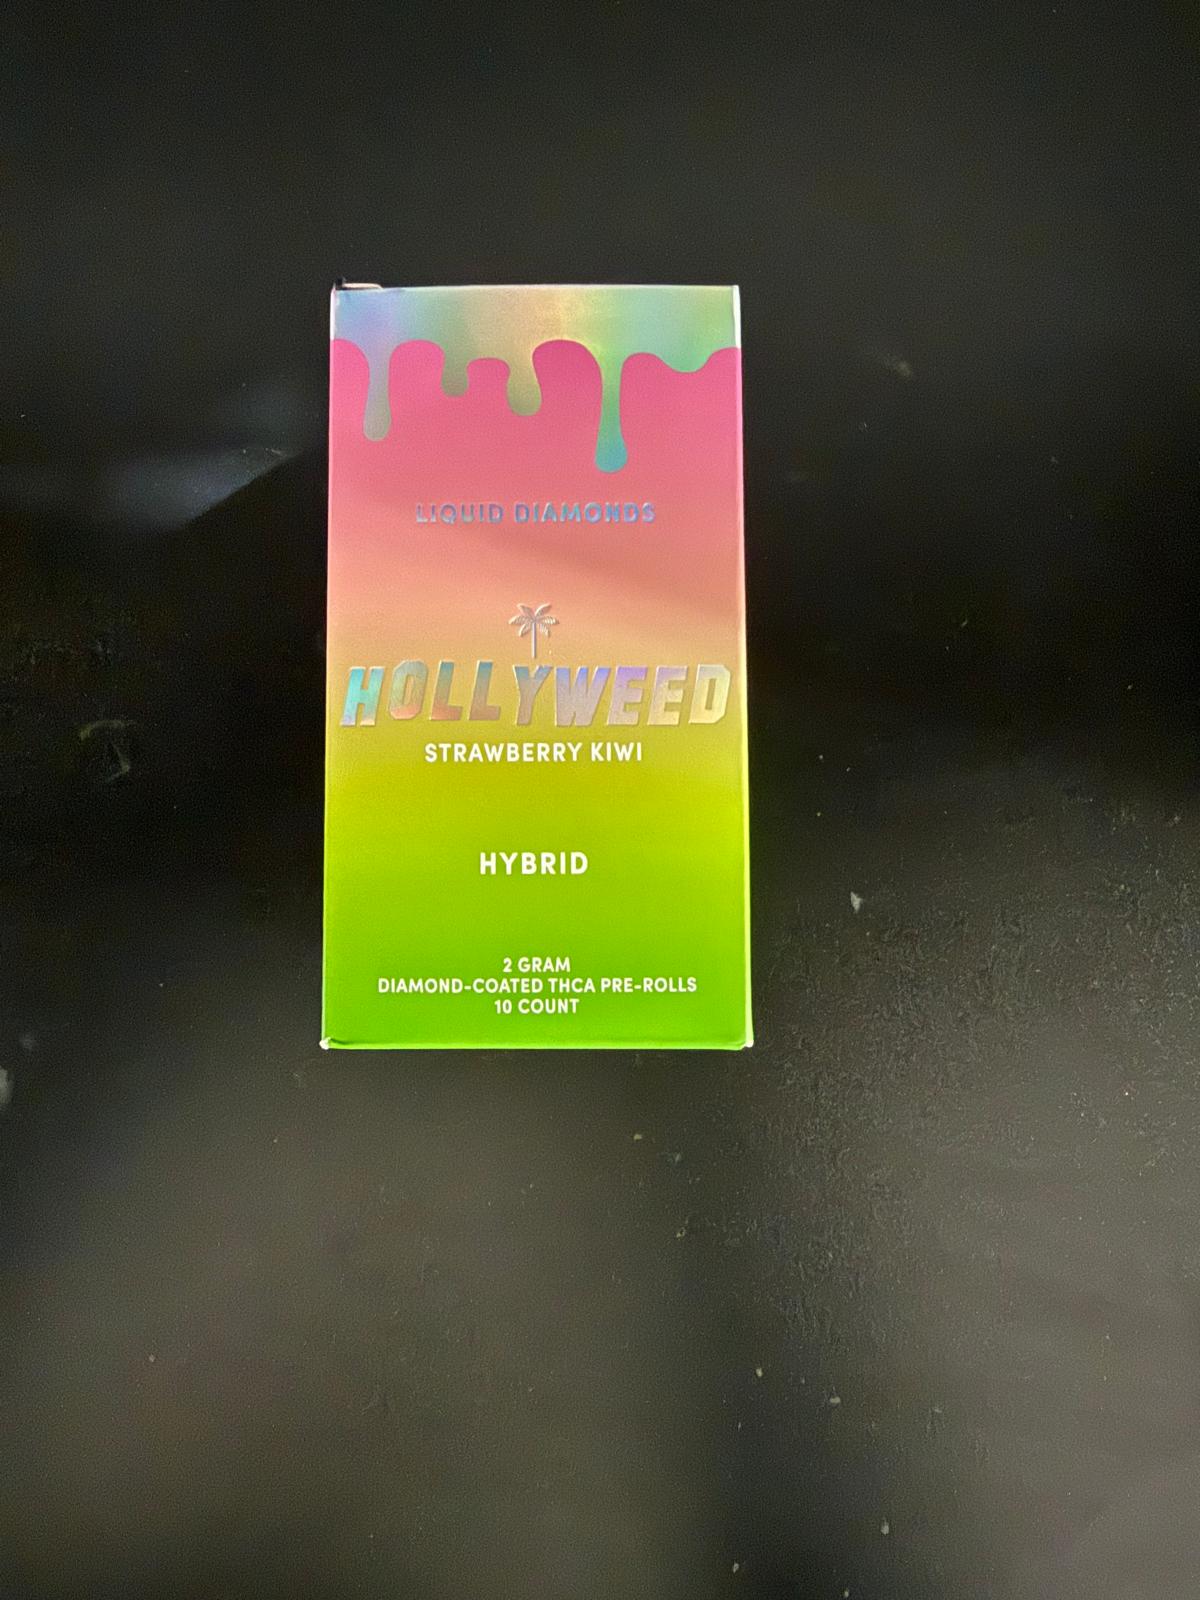 LIQUID DIAMONDS
HOLLYWEED
STRAWBERRY KIWI
HYBRID
2 GRAM
DIAMOND-COATED THCA PRE-ROLLS
10 COUNT